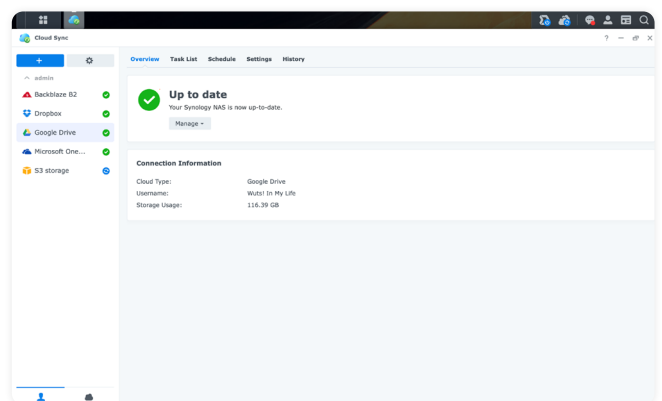 Cloud Sync
Overview Task List Schedule Settings History
admin
Backblaze B2
Dropbox
Google Drive
Microsoft One...
S3 storage
Up to date
Your Synology NAS is now up-to-date.
Manage
Connection Information
Cloud Type: Google Drive
Username: Wuts! In My Life
Storage Usage: 116.39 GB